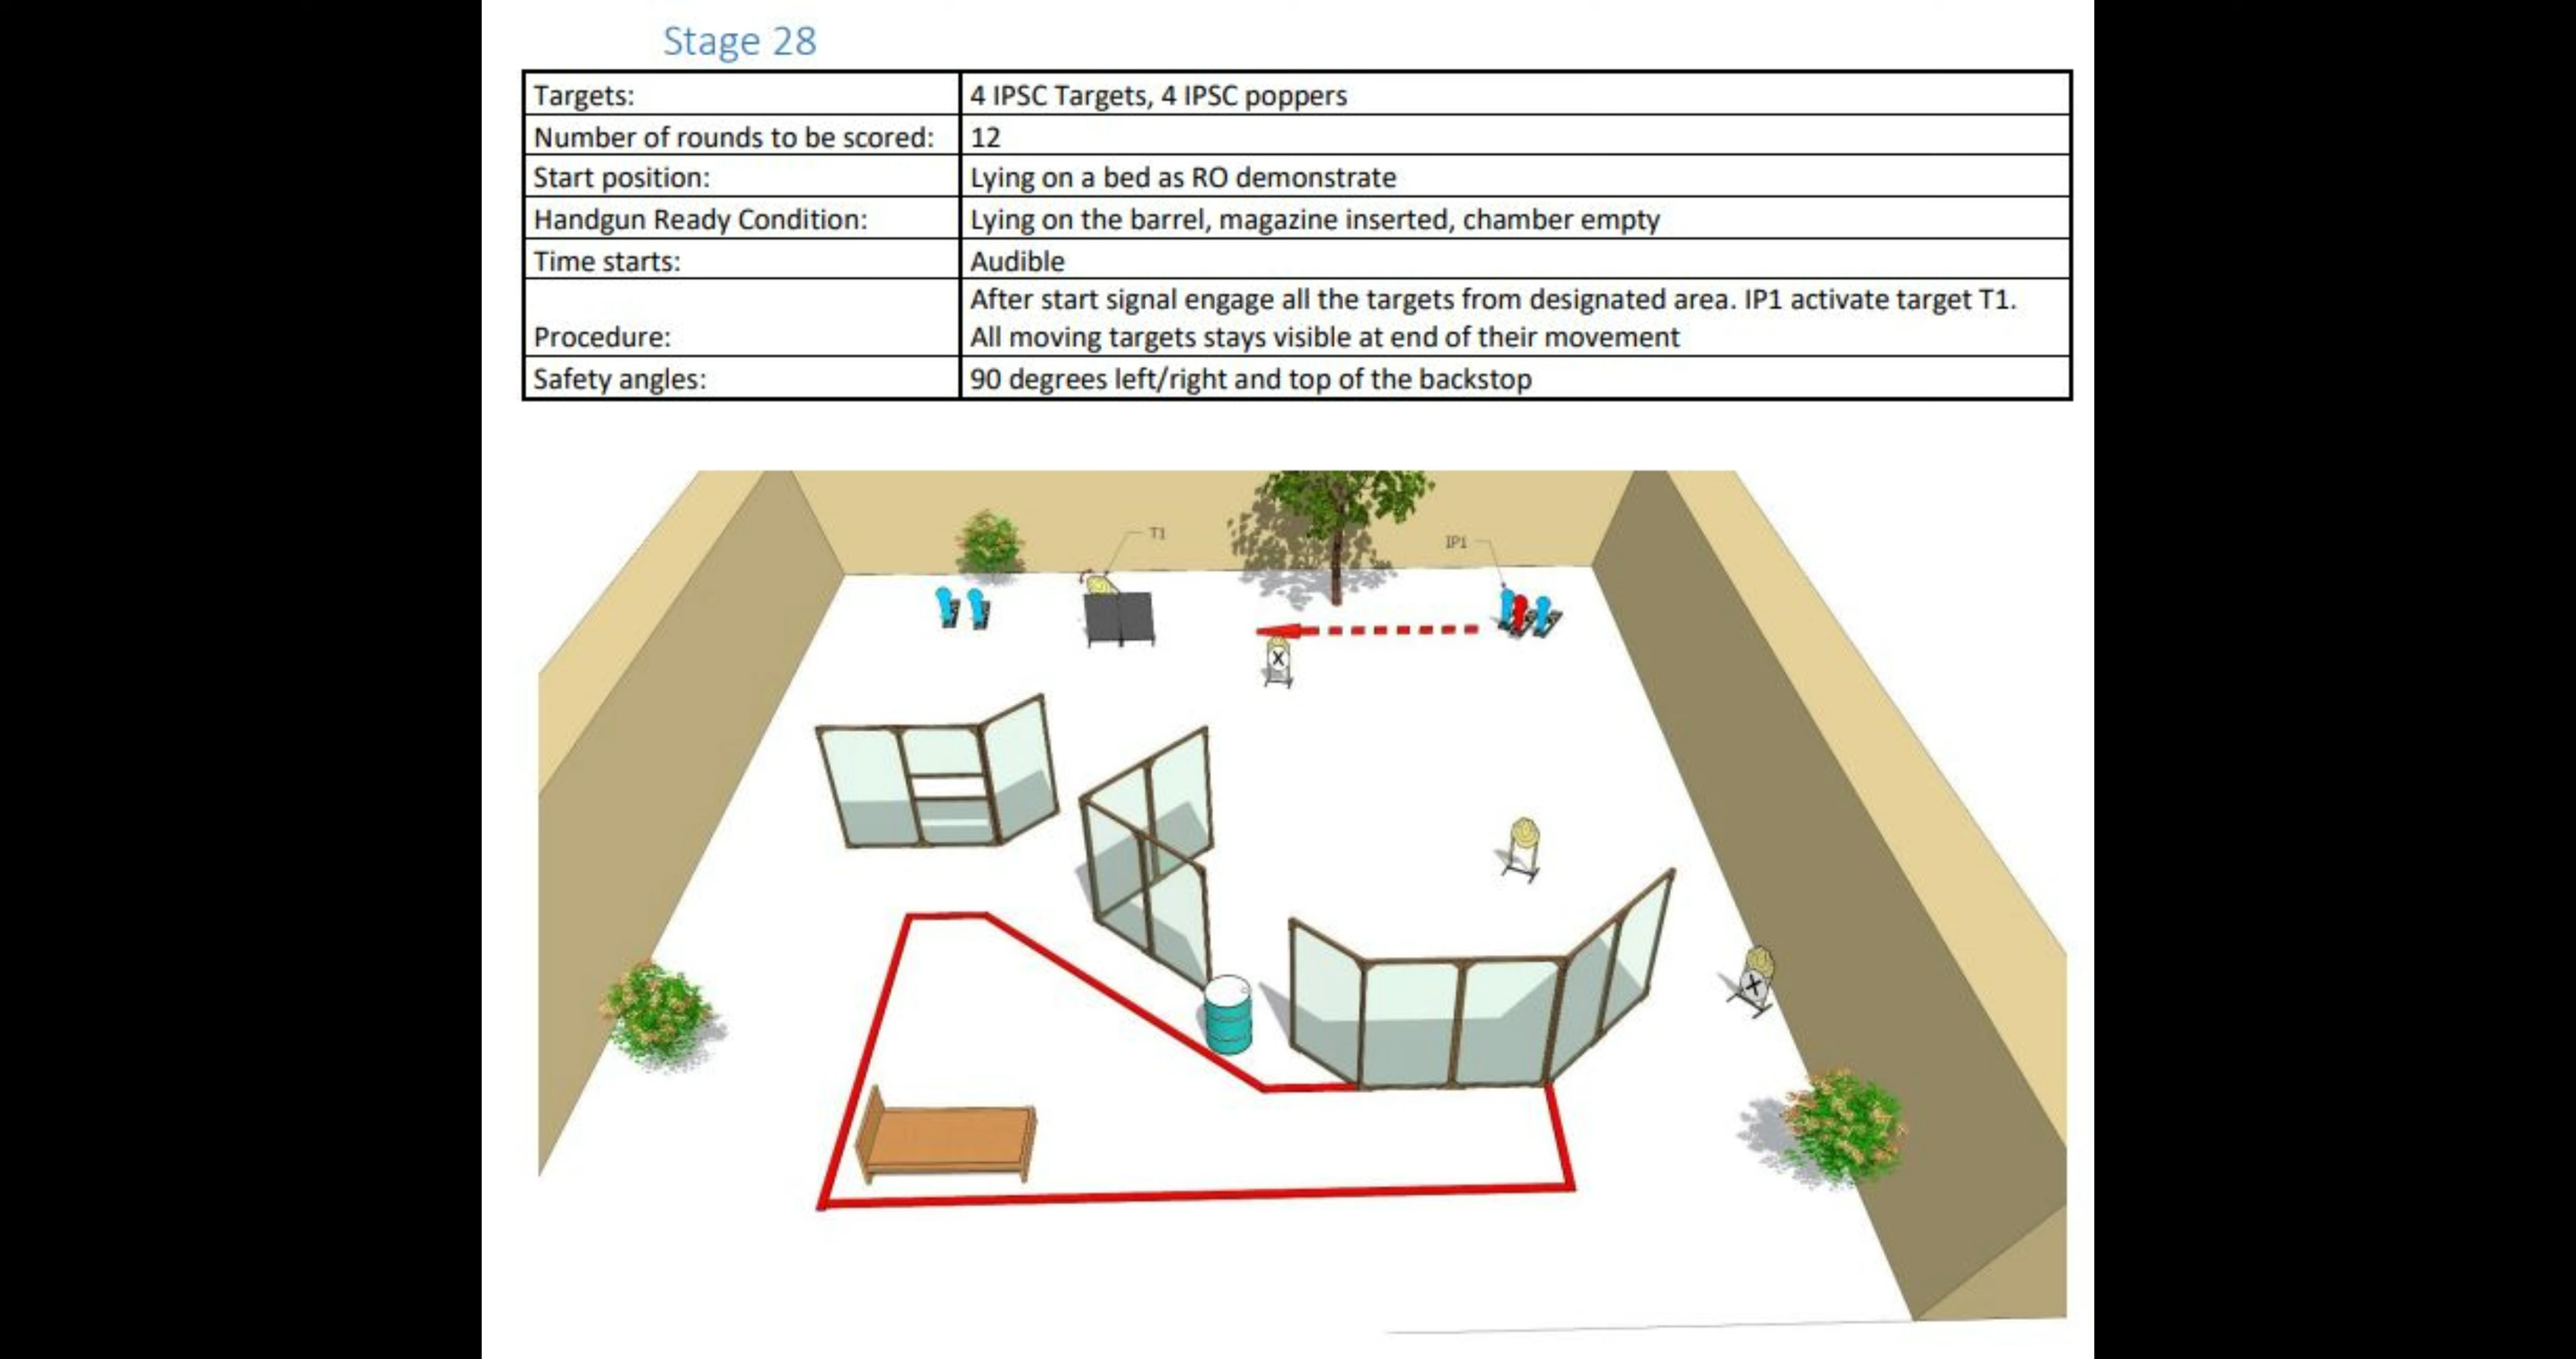 Stage 28
Targets: 4 IPSC Targets, 4 IPSC poppers
Number of rounds to be scored: 12
Start position: Lying on a bed as RO demonstrate
Handgun Ready Condition: Lying on the barrel, magazine inserted, chamber empty
Time starts: Audible
After start signal engage all the targets from designated area. IP1 activate target T1.
Procedure: All moving targets stays visible at end of their movement
Safety angles: 90 degrees left/right and top of the backstop
T1
IP1
X
X